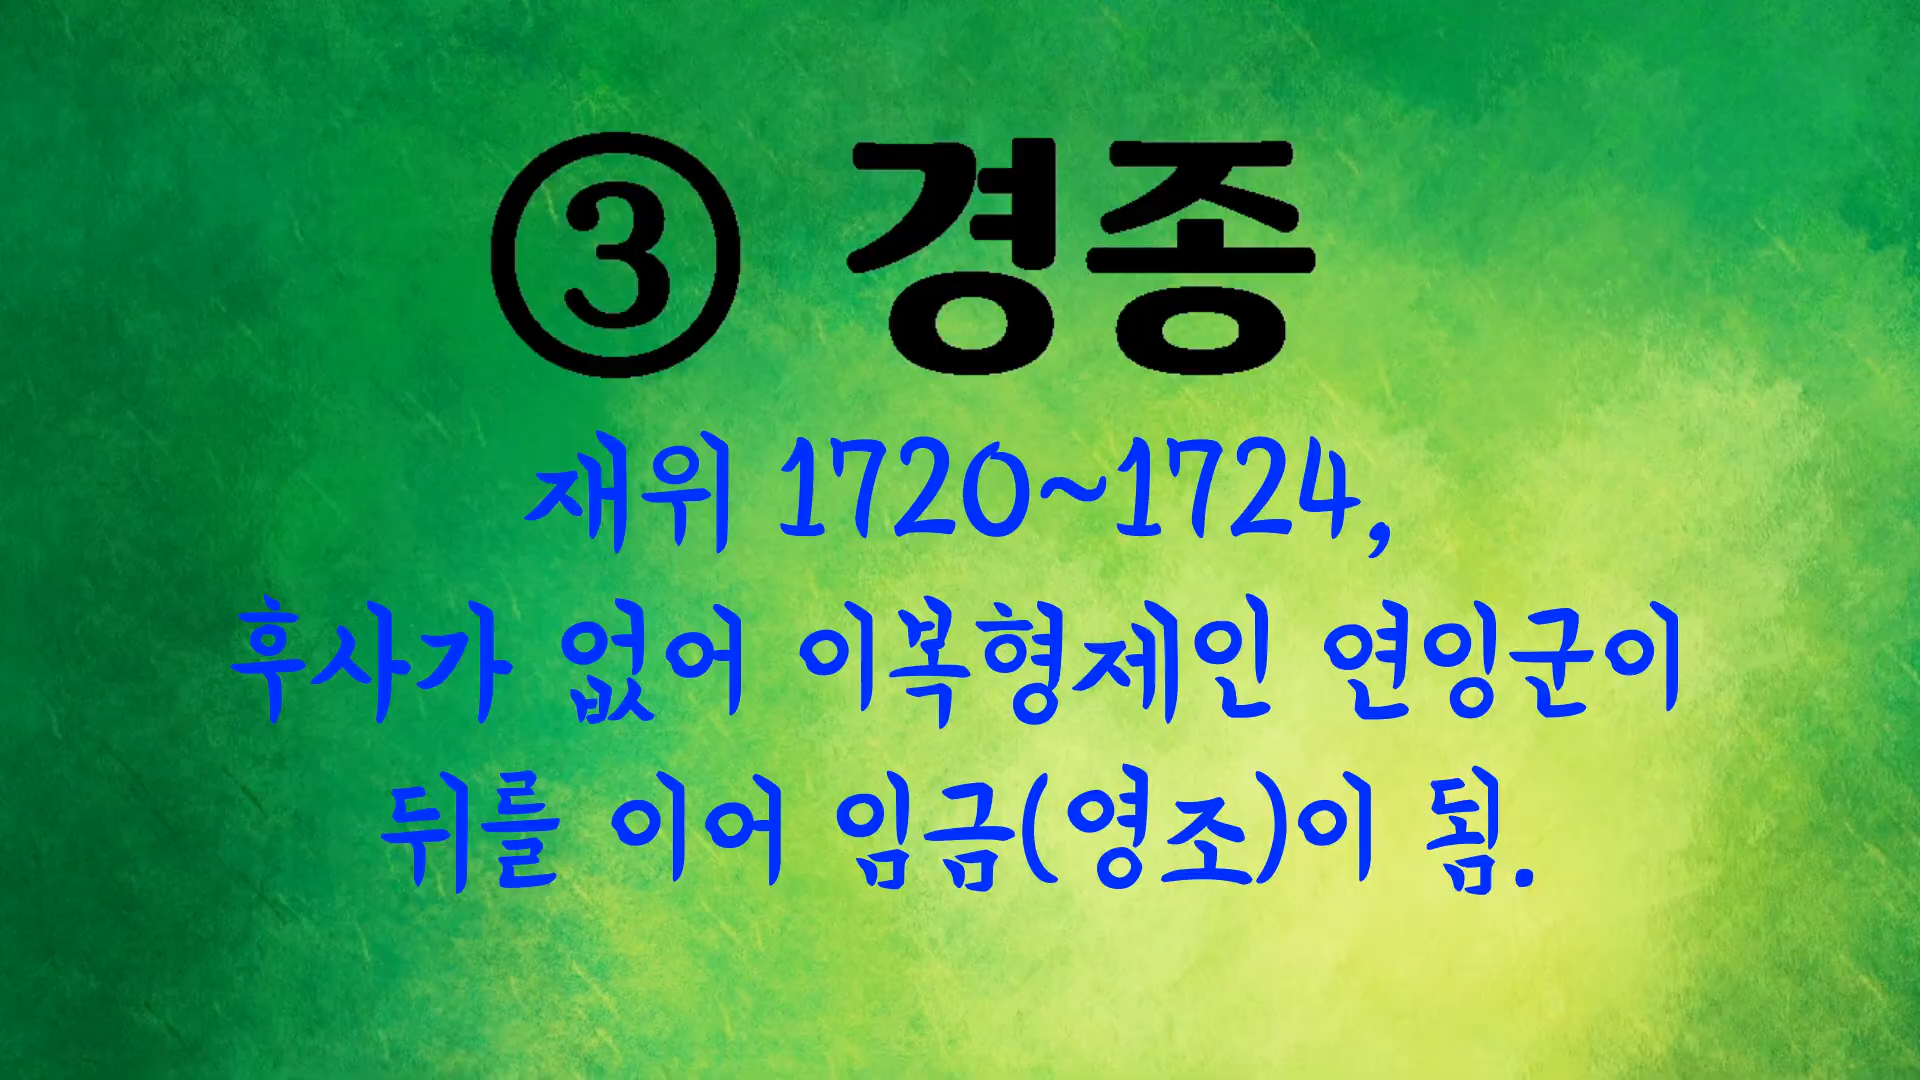 ③ 경종
재위 1720~1724,
후사가 없어 이복형제인 연잉군이
뒤를 이어 임금(영조)이 됨.